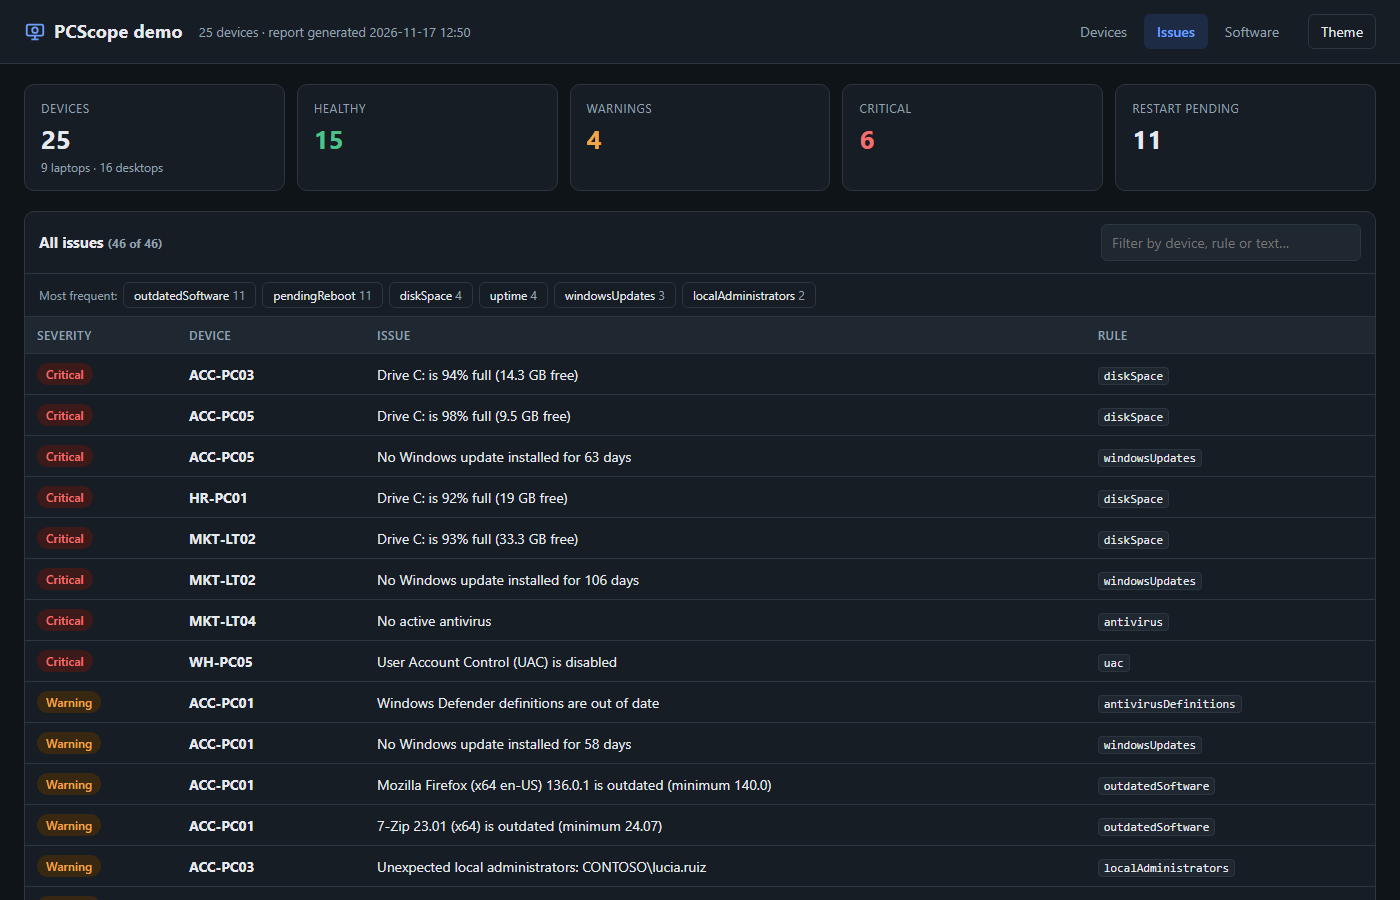 PCScope demo 25 devices · report generated 2026-11-17 12:50 Devices Issues Software Theme
DEVICES
25
9 laptops · 16 desktops
HEALTHY
15
WARNINGS
4
CRITICAL
6
RESTART PENDING
11
All issues (46 of 46) Filter by device, rule or text...
Most frequent: outdatedSoftware 11 pendingReboot 11 diskSpace 4 uptime 4 windowsUpdates 3 localAdministrators 2
SEVERITY DEVICE ISSUE RULE
Critical ACC-PC03 Drive C: is 94% full (14.3 GB free) diskSpace
Critical ACC-PC05 Drive C: is 98% full (9.5 GB free) diskSpace
Critical ACC-PC05 No Windows update installed for 63 days windowsUpdates
Critical HR-PC01 Drive C: is 92% full (19 GB free) diskSpace
Critical MKT-LT02 Drive C: is 93% full (33.3 GB free) diskSpace
Critical MKT-LT02 No Windows update installed for 106 days windowsUpdates
Critical MKT-LT04 No active antivirus antivirus
Critical WH-PC05 User Account Control (UAC) is disabled uac
Warning ACC-PC01 Windows Defender definitions are out of date antivirusDefinitions
Warning ACC-PC01 No Windows update installed for 58 days windowsUpdates
Warning ACC-PC01 Mozilla Firefox (x64 en-US) 136.0.1 is outdated (minimum 140.0) outdatedSoftware
Warning ACC-PC01 7-Zip 23.01 (x64) is outdated (minimum 24.07) outdatedSoftware
Warning ACC-PC03 Unexpected local administrators: CONTOSO\lucia.ruiz localAdministrators